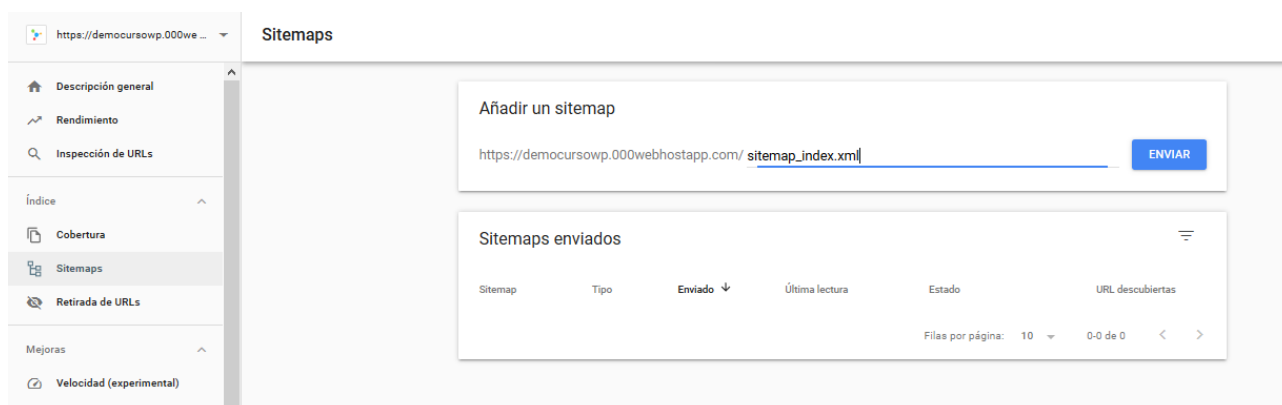 https://democursowp.000we ...
Sitemaps
Descripción general
Rendimiento
Inspección de URLs
Índice
Cobertura
Sitemaps
Retirada de URLs
Mejoras
Velocidad (experimental)
Añadir un sitemap
https://democursowp.000webhostapp.com/ sitemap_index.xml
ENVIAR
Sitemaps enviados
Sitemap Tipo Enviado Última lectura Estado URL descubiertas
Filas por página: 10 0-0 de 0